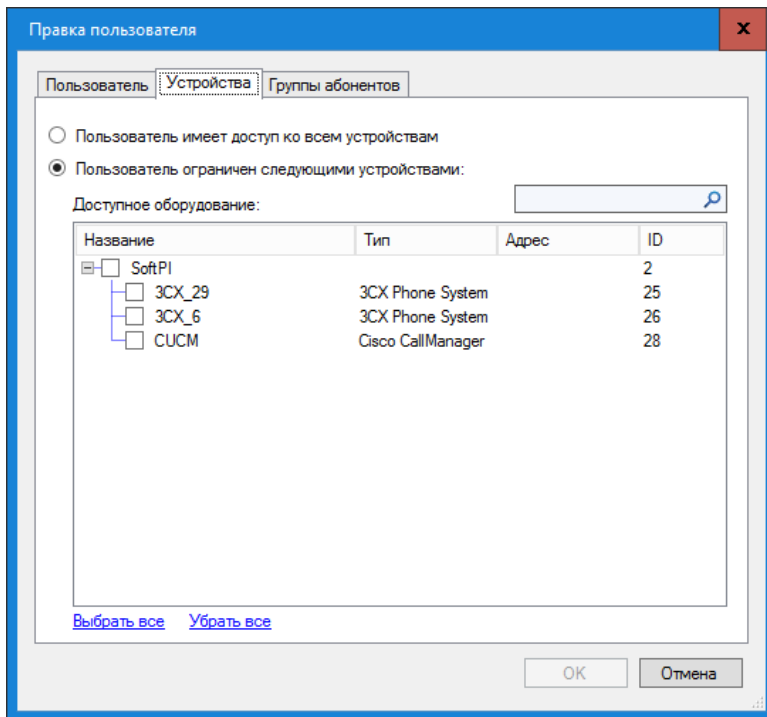 Правка пользователя x
Пользователь Устройства Группы абонентов
Пользователь имеет доступ ко всем устройствам
Пользователь ограничен следующими устройствами:
Доступное оборудование:
Название Тип Адрес ID
SoftPI 2
3CX_29 3CX Phone System 25
3CX_6 3CX Phone System 26
CUCM Cisco CallManager 28
Выбрать все Убрать все
OK Отмена